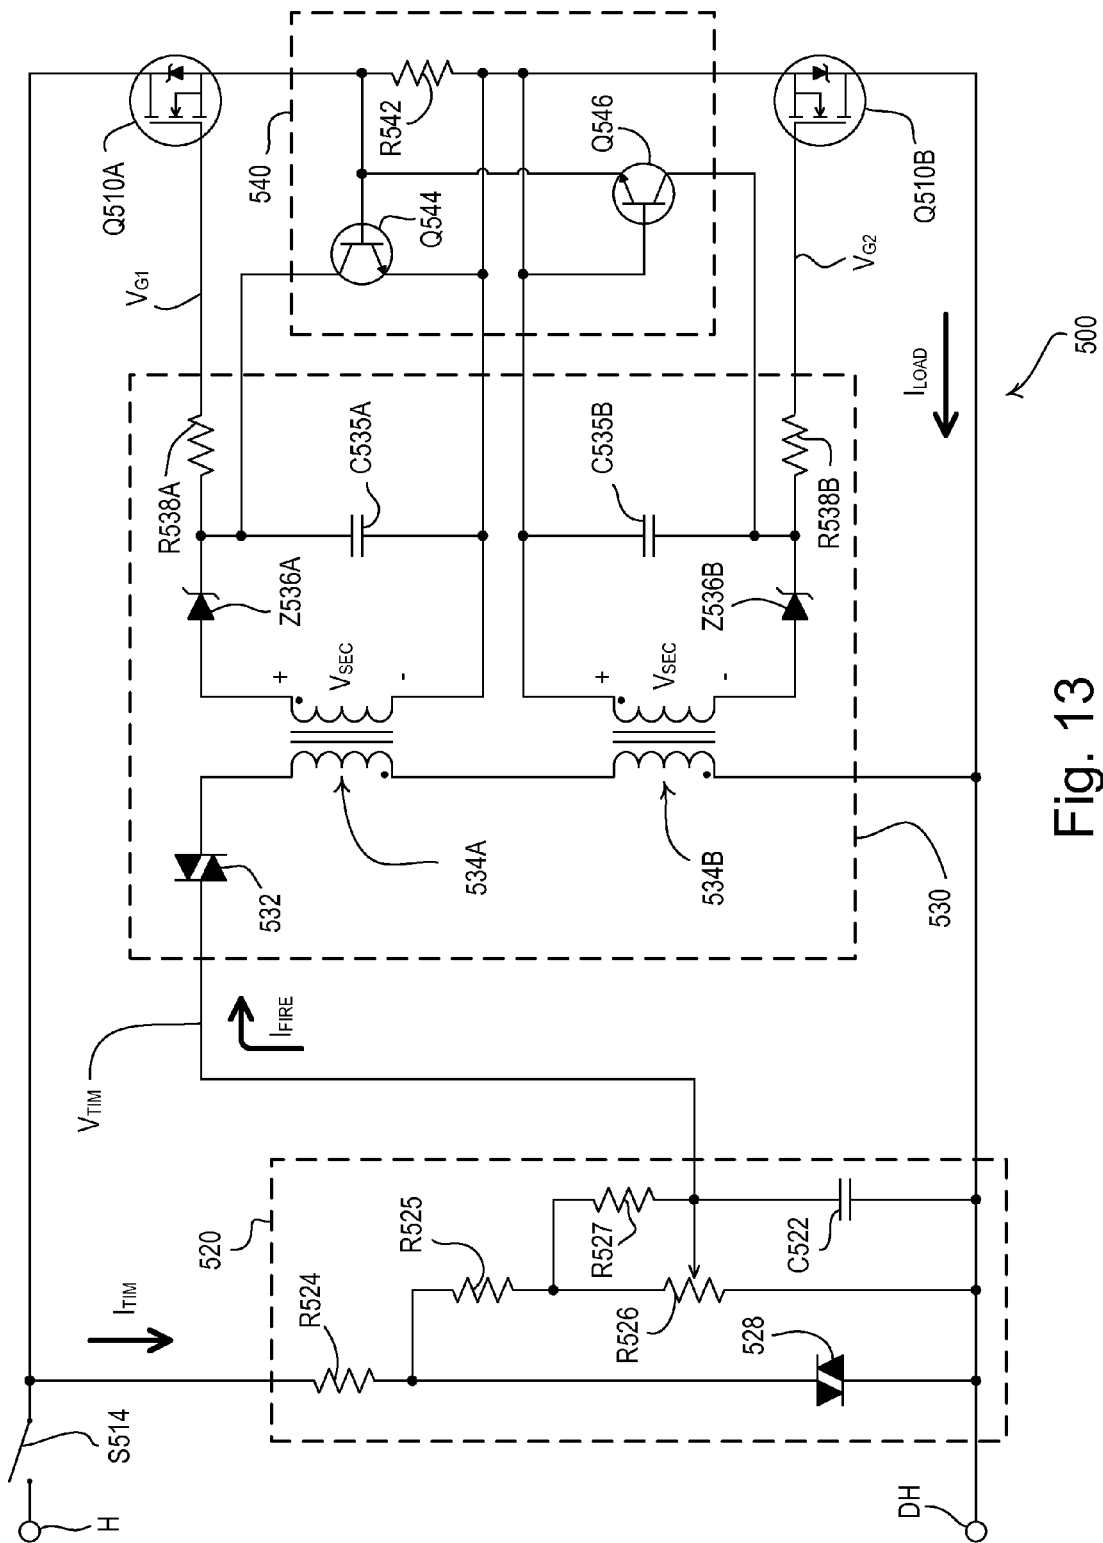 H
S514
I_TIM
R524
520
R525
R527
R526
528
C522
DH
V_TIM
I_FIRE
532
534A
534B
530
+
V_SEC
-
+
V_SEC
-
Z536A
Z536B
R538A
C535A
C535B
R538B
V_G1
Q510A
540
R542
Q544
Q546
V_G2
Q510B
I_LOAD
500
Fig. 13